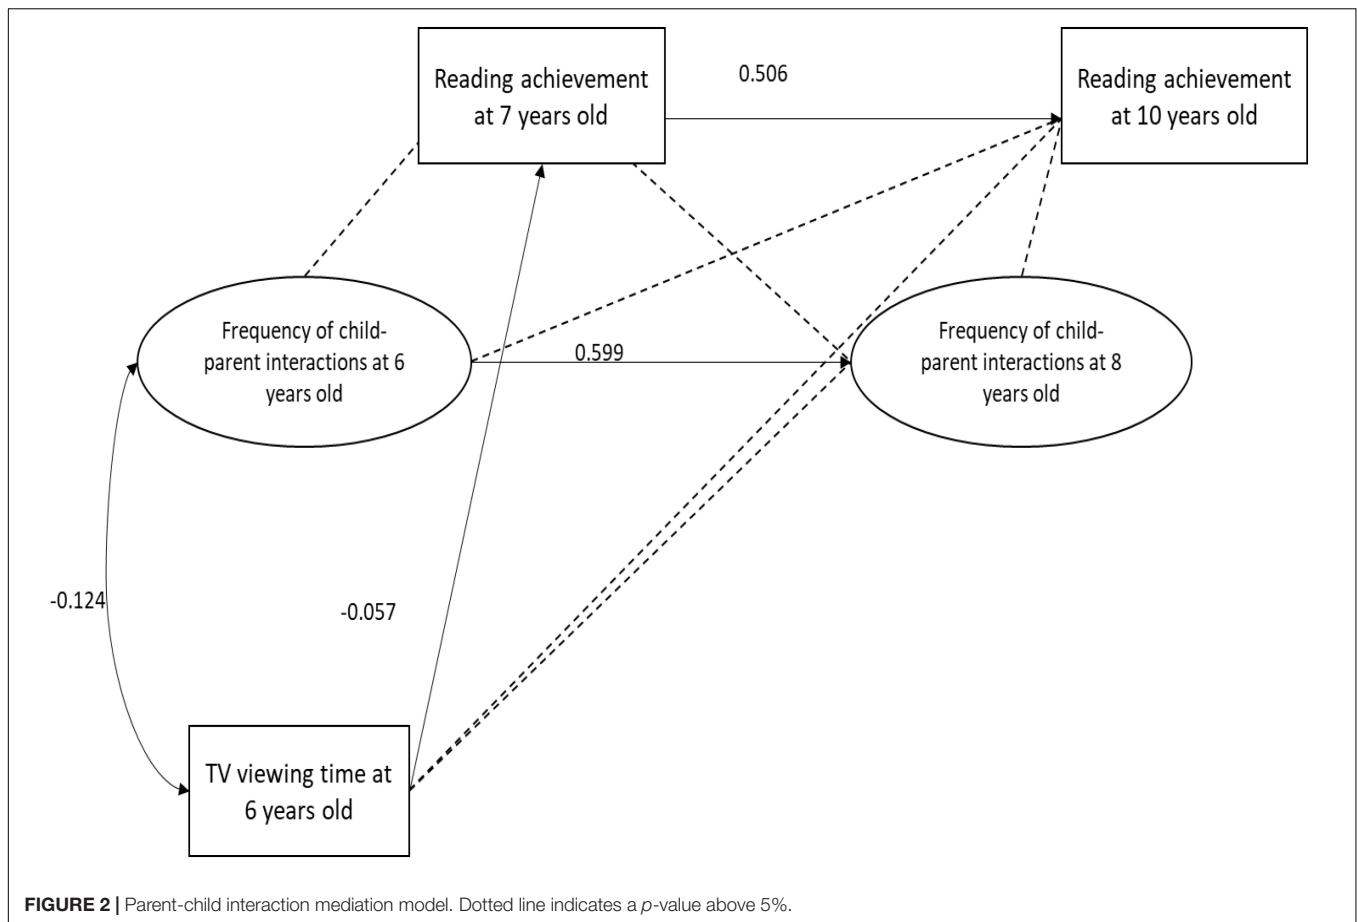 Reading achievement
at 7 years old
0.506
Reading achievement
at 10 years old
Frequency of child-
parent interactions at 6
years old
0.599
Frequency of child-
parent interactions at 8
years old
-0.124
-0.057
TV viewing time at
6 years old
FIGURE 2 | Parent-child interaction mediation model. Dotted line indicates a p-value above 5%.